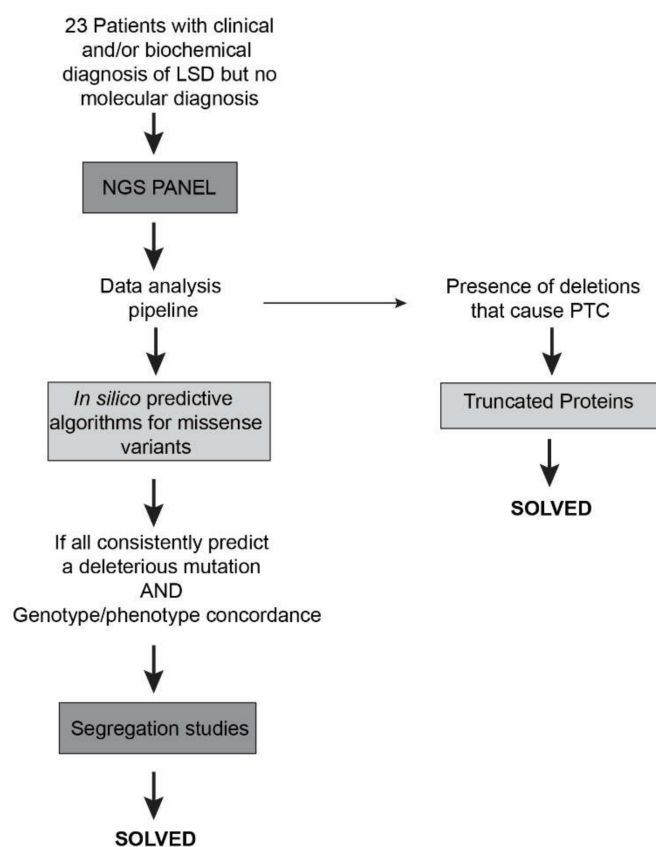 23 Patients with clinical
and/or biochemical
diagnosis of LSD but no
molecular diagnosis
NGS PANEL
Data analysis
pipeline
Presence of deletions
that cause PTC
In silico predictive
algorithms for missense
variants
Truncated Proteins
SOLVED
If all consistently predict
a deleterious mutation
AND
Genotype/phenotype concordance
Segregation studies
SOLVED